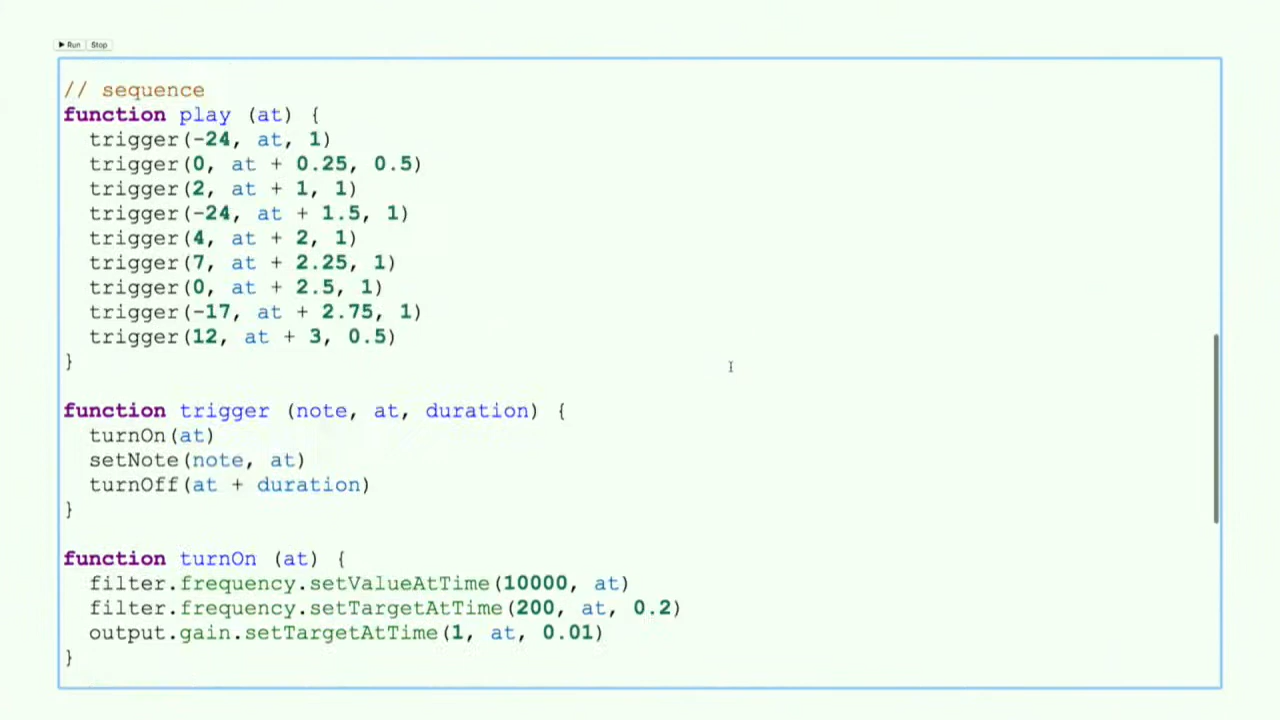 ▶ Run Stop
// sequence
function play (at) {
  trigger(-24, at, 1)
  trigger(0, at + 0.25, 0.5)
  trigger(2, at + 1, 1)
  trigger(-24, at + 1.5, 1)
  trigger(4, at + 2, 1)
  trigger(7, at + 2.25, 1)
  trigger(0, at + 2.5, 1)
  trigger(-17, at + 2.75, 1)
  trigger(12, at + 3, 0.5)
}
function trigger (note, at, duration) {
  turnOn(at)
  setNote(note, at)
  turnOff(at + duration)
}
function turnOn (at) {
  filter.frequency.setValueAtTime(10000, at)
  filter.frequency.setTargetAtTime(200, at, 0.2)
  output.gain.setTargetAtTime(1, at, 0.01)
}